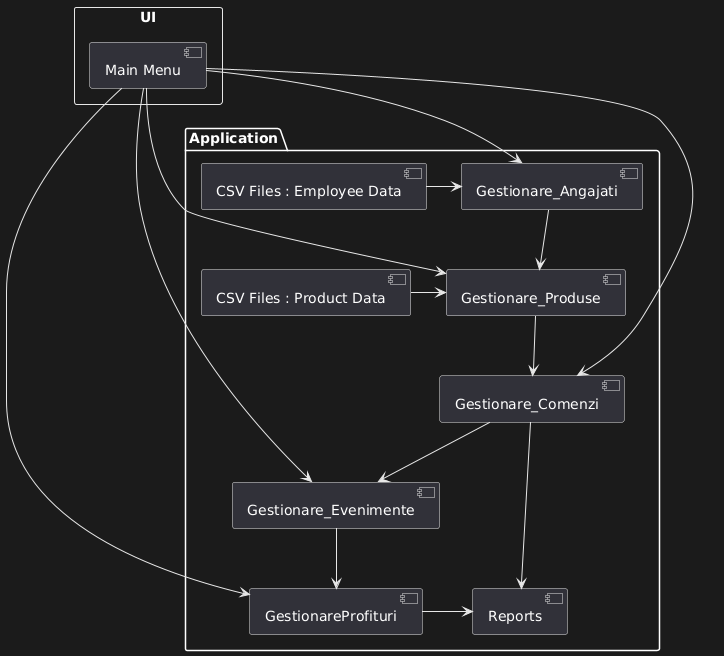 UI
Main Menu
Application
CSV Files : Employee Data
Gestionare_Angajati
CSV Files : Product Data
Gestionare_Produse
Gestionare_Comenzi
Gestionare_Evenimente
GestionareProfituri
Reports